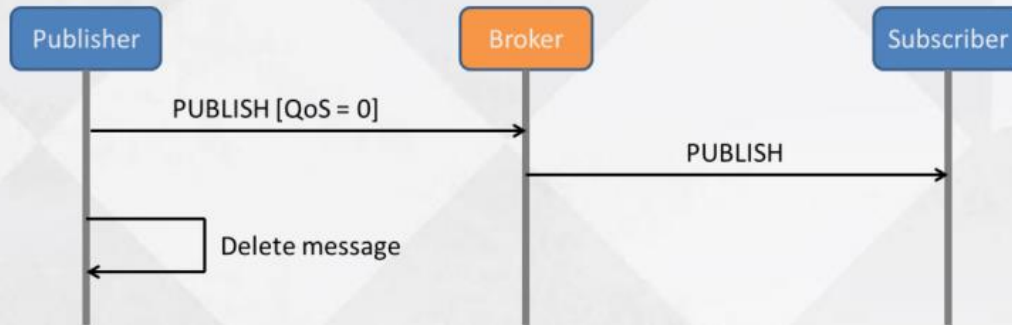 Publisher
Broker
Subscriber
PUBLISH [QoS = 0]
PUBLISH
Delete message